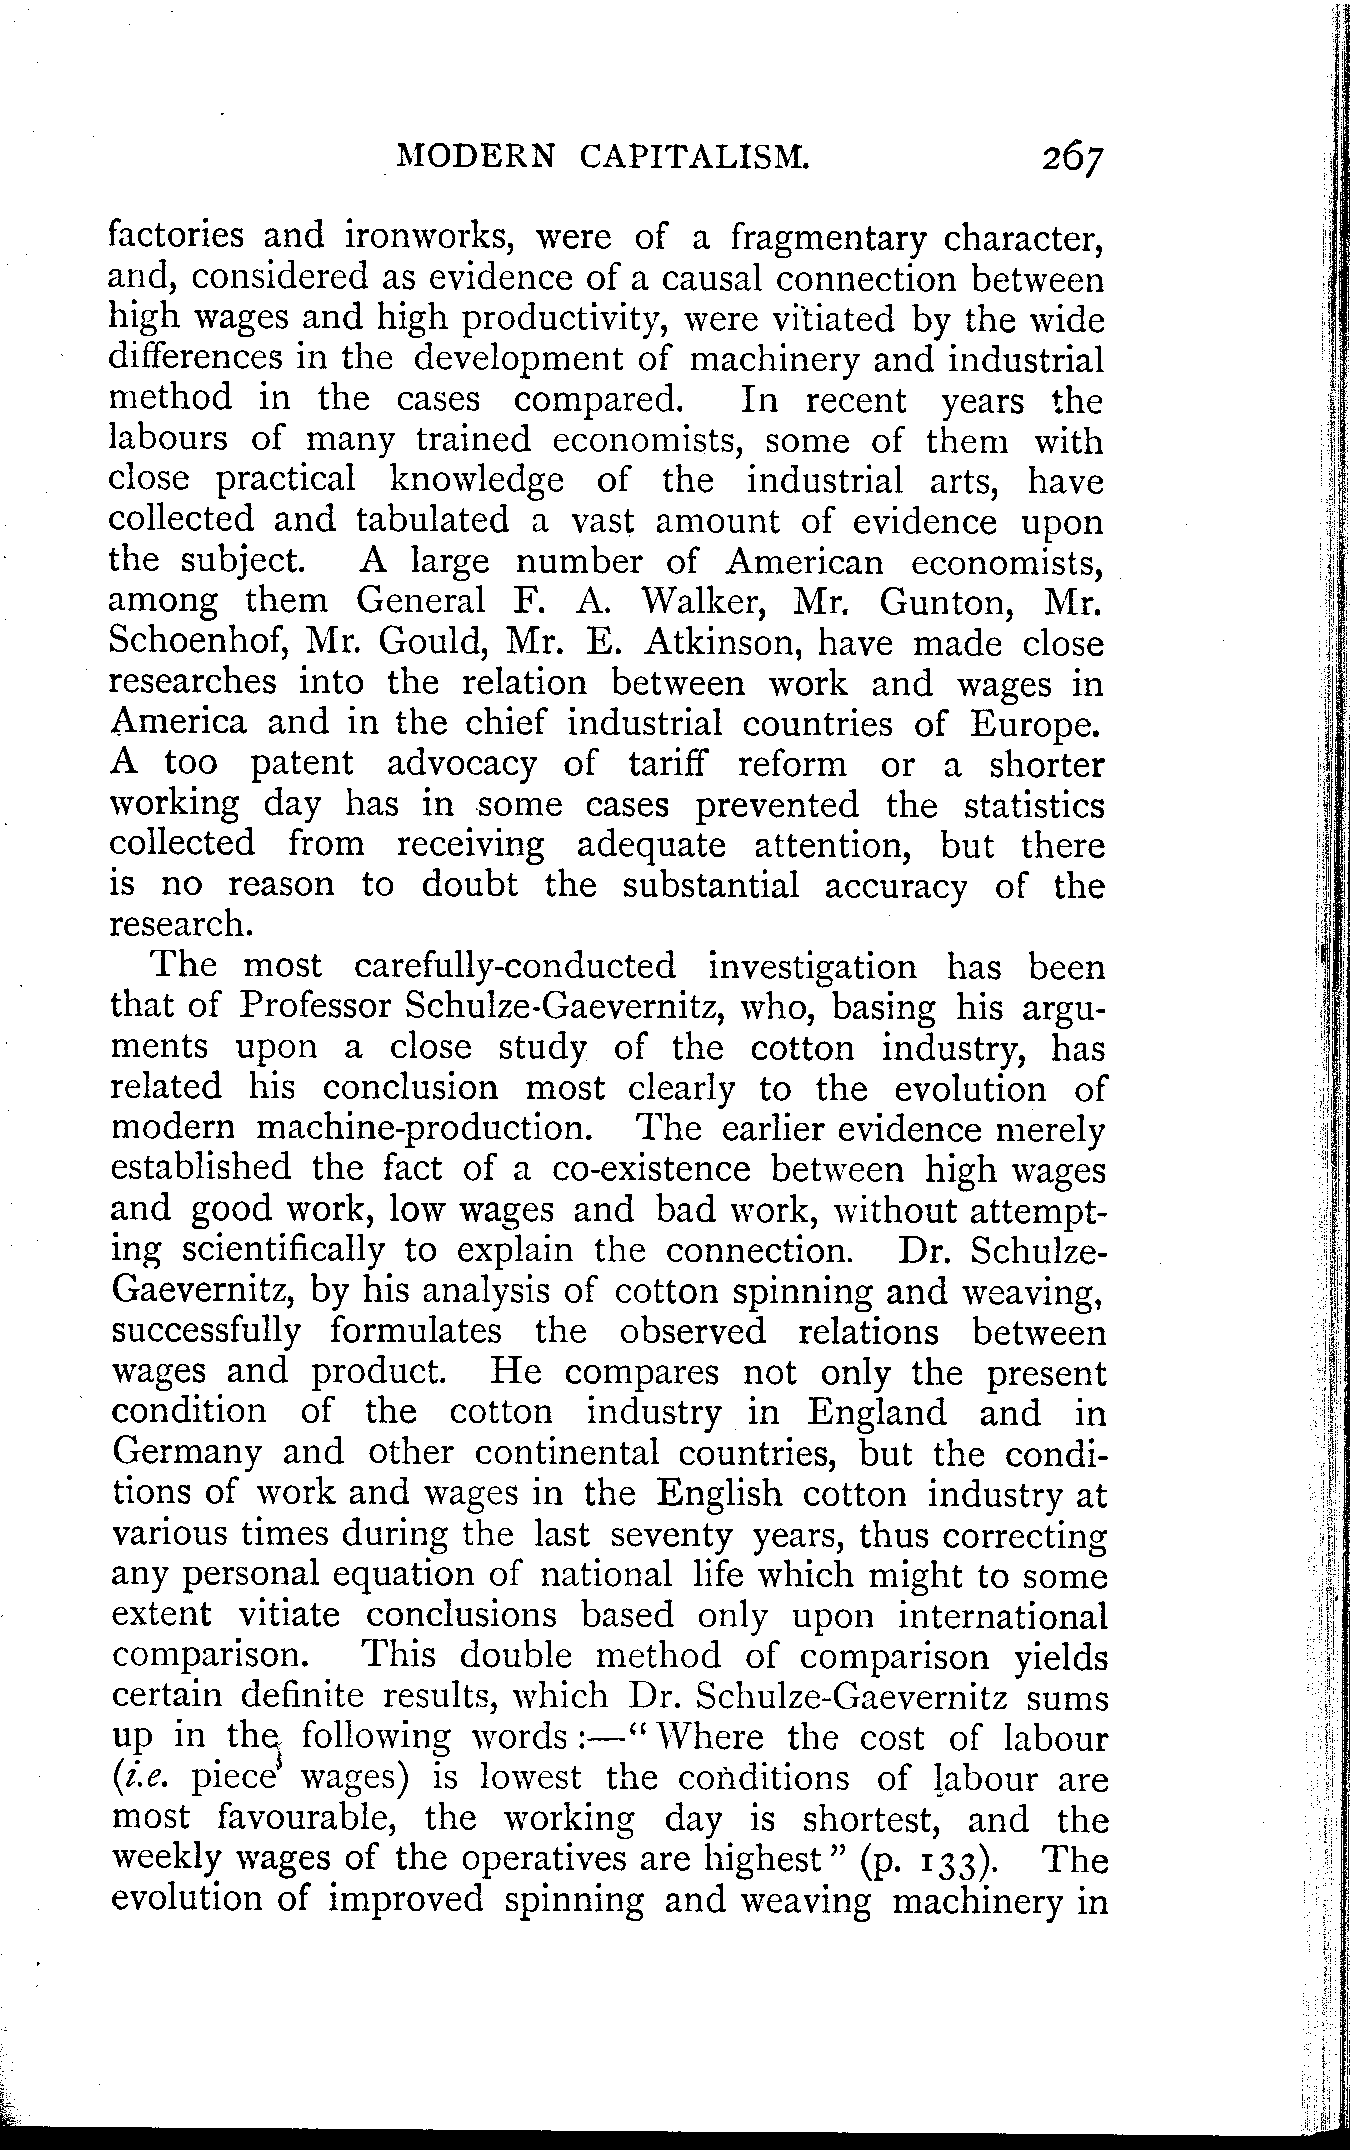 MODERN CAPITALISM. 267
factories and ironworks, were of a fragmentary character,
and, considered as evidence of a causal connection between
high wages and high productivity, were vitiated by the wide
differences in the development of machinery and industrial
method in the cases compared. In recent years the
labours of many trained economists, some of them with
close practical knowledge of the industrial arts, have
collected and tabulated a vast amount of evidence upon
the subject. A large number of American economists,
among them General F. A. Walker, Mr. Gunton, Mr.
Schoenhof, Mr. Gould, Mr. E. Atkinson, have made close
researches into the relation between work and wages in
America and in the chief industrial countries of Europe.
A too patent advocacy of tariff reform or a shorter
working day has in some cases prevented the statistics
collected from receiving adequate attention, but there
is no reason to doubt the substantial accuracy of the
research.
The most carefully-conducted investigation has been
that of Professor Schulze-Gaevernitz, who, basing his argu-
ments upon a close study of the cotton industry, has
related his conclusion most clearly to the evolution of
modern machine-production. The earlier evidence merely
established the fact of a co-existence between high wages
and good work, low wages and bad work, without attempt-
ing scientifically to explain the connection. Dr. Schulze-
Gaevernitz, by his analysis of cotton spinning and weaving,
successfully formulates the observed relations between
wages and product. He compares not only the present
condition of the cotton industry in England and in
Germany and other continental countries, but the condi-
tions of work and wages in the English cotton industry at
various times during the last seventy years, thus correcting
any personal equation of national life which might to some
extent vitiate conclusions based only upon international
comparison. This double method of comparison yields
certain definite results, which Dr. Schulze-Gaevernitz sums
up in the following words:—"Where the cost of labour
(i.e. piece wages) is lowest the conditions of labour are
most favourable, the working day is shortest, and the
weekly wages of the operatives are highest" (p. 133). The
evolution of improved spinning and weaving machinery in